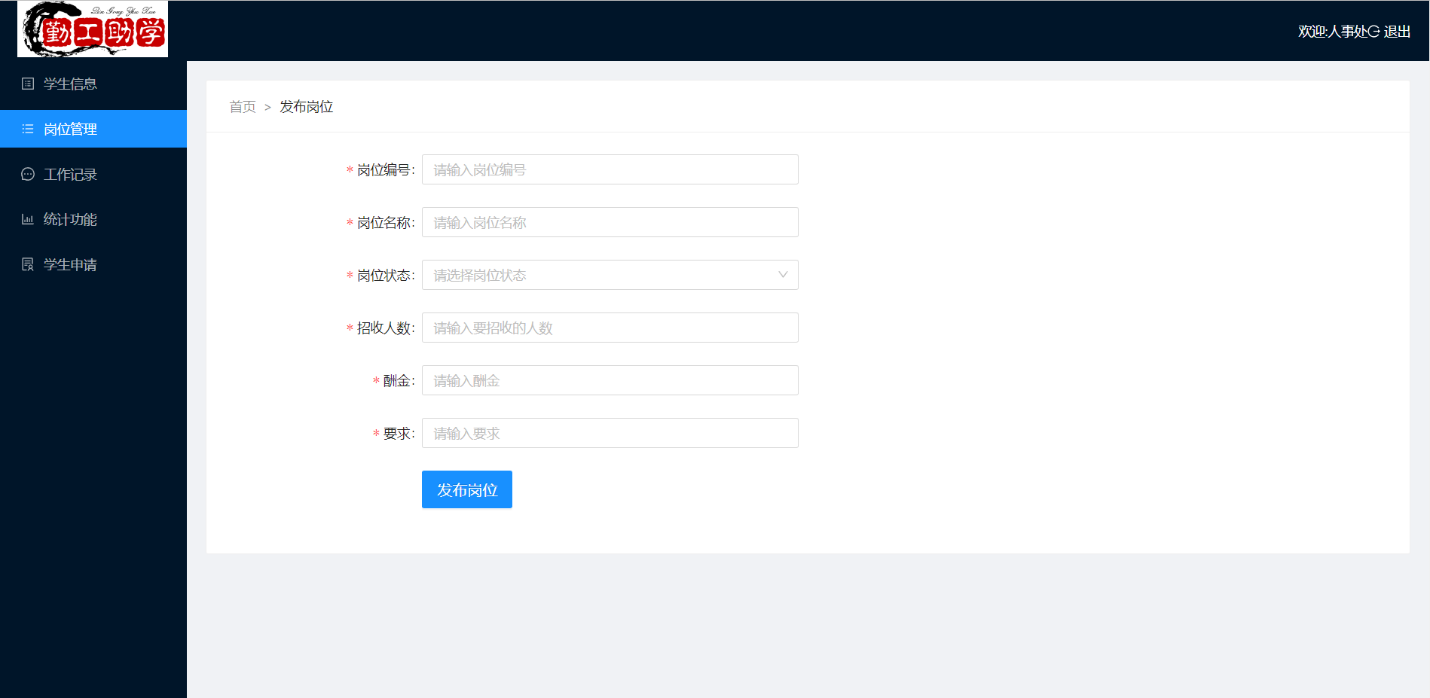 勤工助学
欢迎:人事处 退出
学生信息
岗位管理
工作记录
统计功能
学生申请
首页 > 发布岗位
* 岗位编号: 请输入岗位编号
* 岗位名称: 请输入岗位名称
* 岗位状态: 请选择岗位状态
* 招收人数: 请输入要招收的人数
* 酬金: 请输入酬金
* 要求: 请输入要求
发布岗位